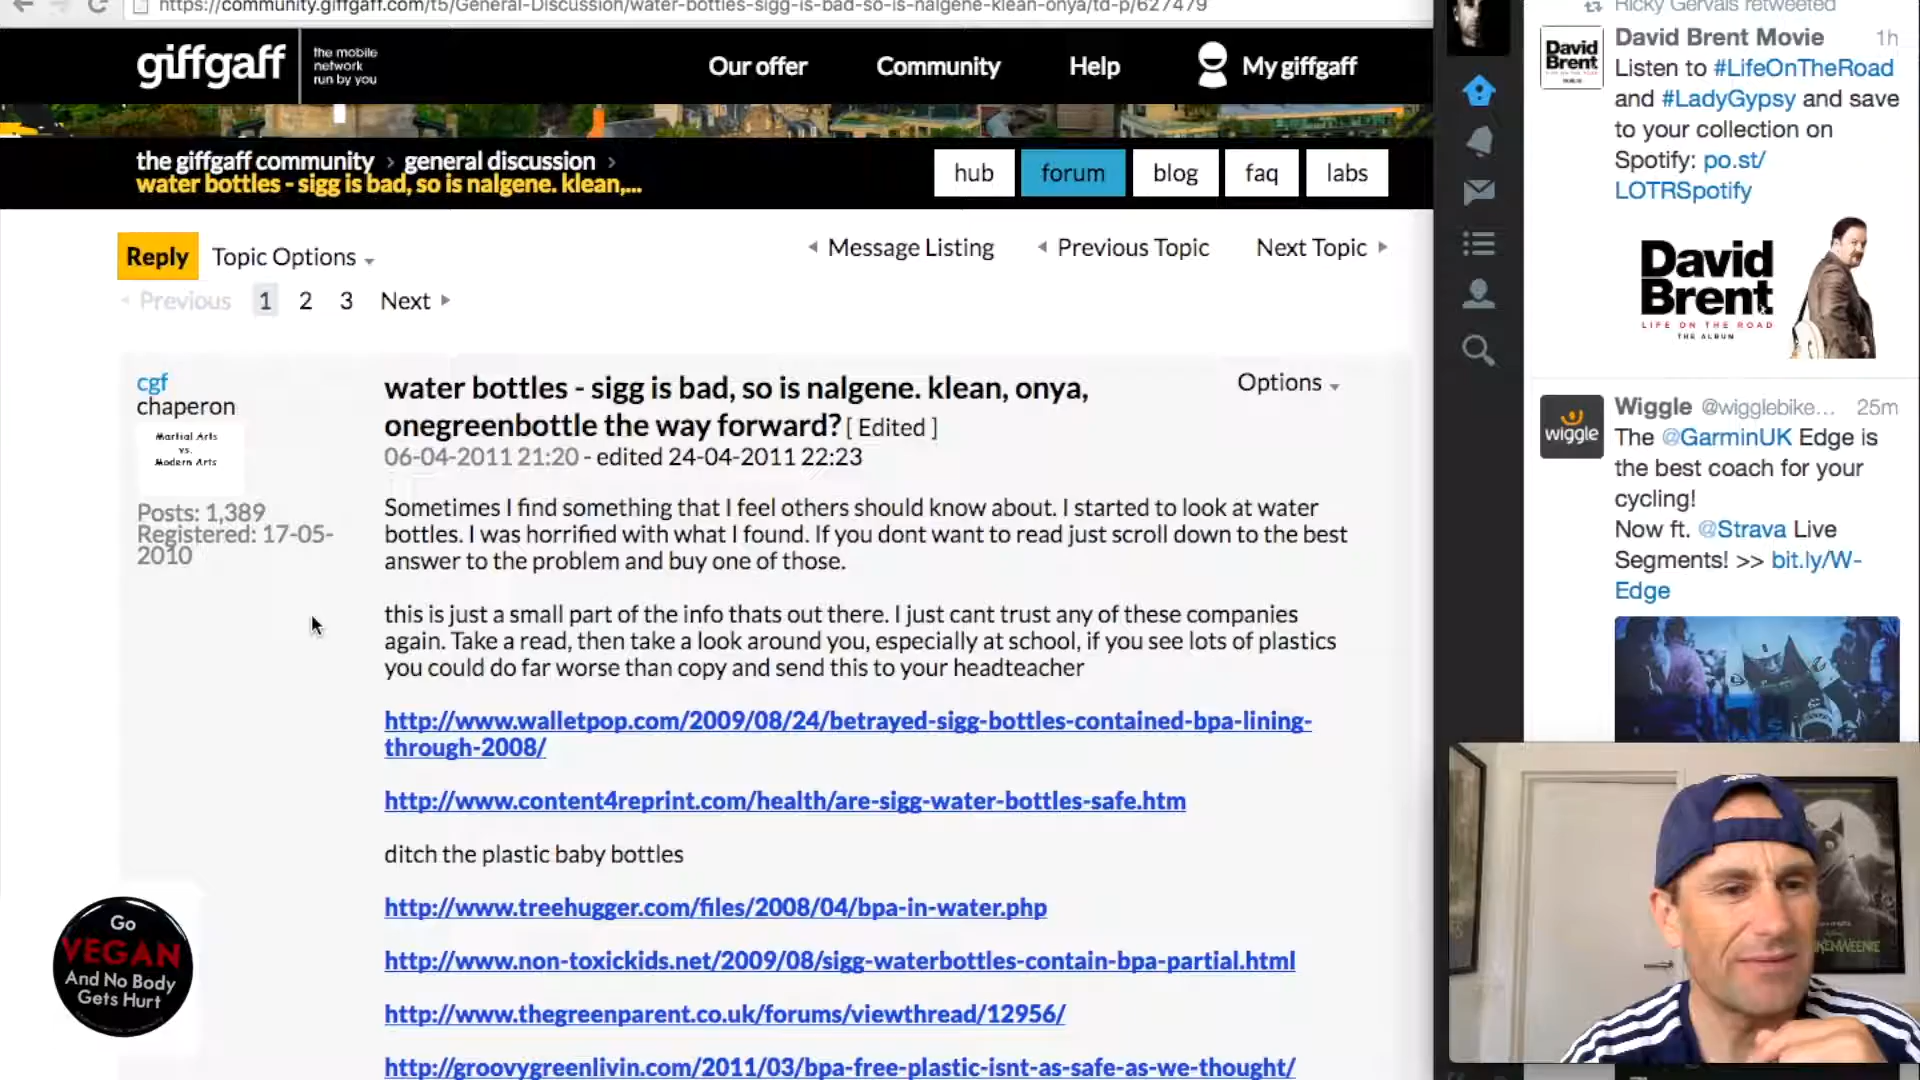 https://community.giffgaff.com/t5/General-Discussion/water-bottles-sigg-is-bad-so-is-nalgene-klean-onya/td-p/627479
giffgaff
the mobile
network
run by you
Our offer
Community
Help
My giffgaff
the giffgaff community › general discussion ›
water bottles - sigg is bad, so is nalgene. klean,...
hub
forum
blog
faq
labs
Reply
Topic Options
Message Listing
Previous Topic
Next Topic
Previous 1 2 3 Next
cgf
chaperon
Martial Arts
vs.
Modern Arts
Posts: 1,389
Registered: 17-05-
2010
water bottles - sigg is bad, so is nalgene. klean, onya,
onegreenbottle the way forward? [ Edited ]
Options
06-04-2011 21:20 - edited 24-04-2011 22:23
Sometimes I find something that I feel others should know about. I started to look at water
bottles. I was horrified with what I found. If you dont want to read just scroll down to the best
answer to the problem and buy one of those.
this is just a small part of the info thats out there. I just cant trust any of these companies
again. Take a read, then take a look around you, especially at school, if you see lots of plastics
you could do far worse than copy and send this to your headteacher
http://www.walletpop.com/2009/08/24/betrayed-sigg-bottles-contained-bpa-lining-
through-2008/
http://www.content4reprint.com/health/are-sigg-water-bottles-safe.htm
ditch the plastic baby bottles
http://www.treehugger.com/files/2008/04/bpa-in-water.php
http://www.non-toxickids.net/2009/08/sigg-waterbottles-contain-bpa-partial.html
http://www.thegreenparent.co.uk/forums/viewthread/12956/
http://groovygreenlivin.com/2011/03/bpa-free-plastic-isnt-as-safe-as-we-thought/
Go
VEGAN
And No Body
Gets Hurt
Ricky Gervais retweeted
David
Brent
David Brent Movie 1h
Listen to #LifeOnTheRoad
and #LadyGypsy and save
to your collection on
Spotify: po.st/
LOTRSpotify
David
Brent
LIFE ON THE ROAD
THE ALBUM
wiggle
Wiggle @wigglebike... 25m
The @GarminUK Edge is
the best coach for your
cycling!
Now ft. @Strava Live
Segments! >> bit.ly/W-
Edge